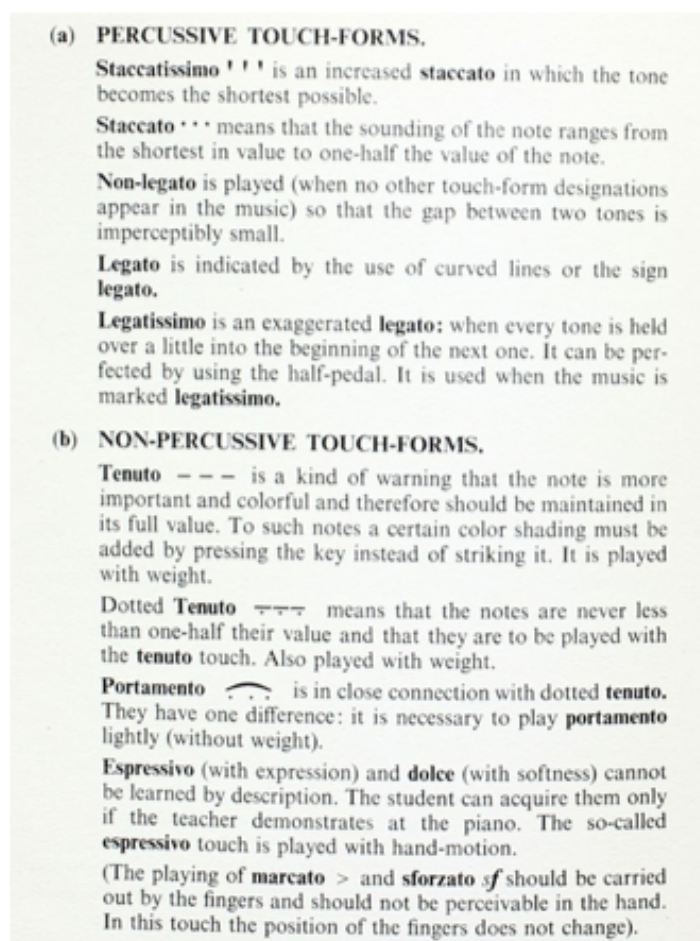 (a) PERCUSSIVE TOUCH-FORMS.
Staccatissimo ' ' ' is an increased staccato in which the tone
becomes the shortest possible.
Staccato · · · means that the sounding of the note ranges from
the shortest in value to one-half the value of the note.
Non-legato is played (when no other touch-form designations
appear in the music) so that the gap between two tones is
imperceptibly small.
Legato is indicated by the use of curved lines or the sign
legato.
Legatissimo is an exaggerated legato: when every tone is held
over a little into the beginning of the next one. It can be per-
fected by using the half-pedal. It is used when the music is
marked legatissimo.
(b) NON-PERCUSSIVE TOUCH-FORMS.
Tenuto – – – is a kind of warning that the note is more
important and colorful and therefore should be maintained in
its full value. To such notes a certain color shading must be
added by pressing the key instead of striking it. It is played
with weight.
Dotted Tenuto means that the notes are never less
than one-half their value and that they are to be played with
the tenuto touch. Also played with weight.
Portamento is in close connection with dotted tenuto.
They have one difference: it is necessary to play portamento
lightly (without weight).
Espressivo (with expression) and dolce (with softness) cannot
be learned by description. The student can acquire them only
if the teacher demonstrates at the piano. The so-called
espressivo touch is played with hand-motion.
(The playing of marcato > and sforzato sf should be carried
out by the fingers and should not be perceivable in the hand.
In this touch the position of the fingers does not change).